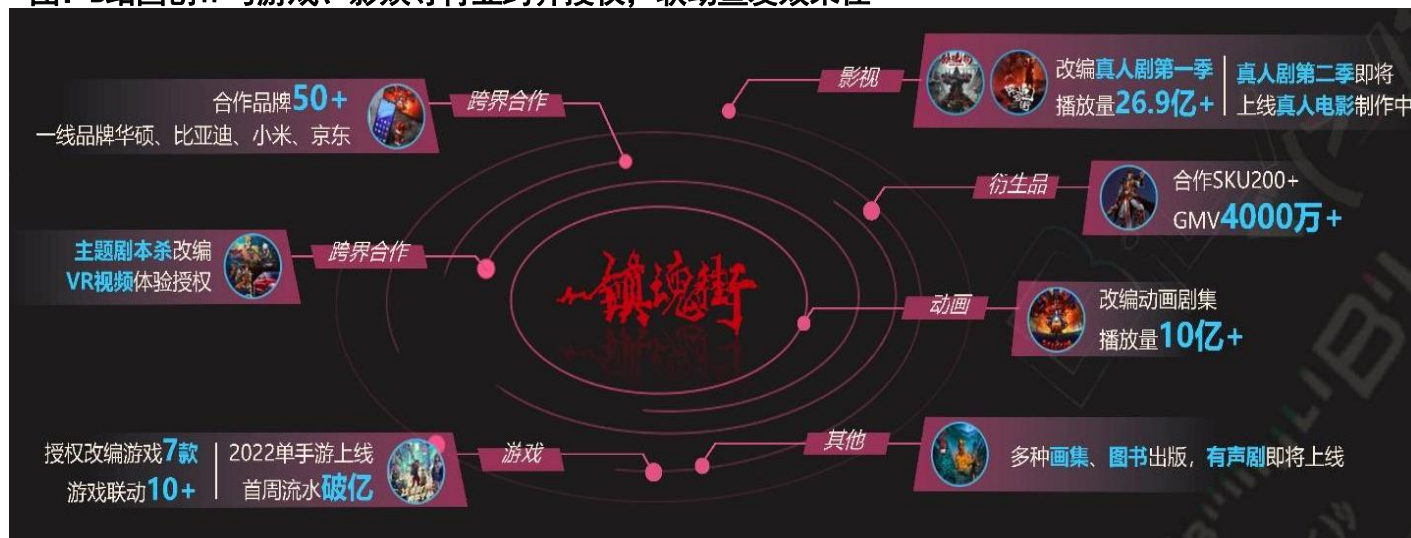 合作品牌50+
一线品牌华硕、比亚迪、小米、京东
跨界合作
影视
改编真人剧第一季
播放量26.9亿+
真人剧第二季即将
上线真人电影制作中
衍生品
合作SKU200+
GMV4000万+
主题剧本杀改编
VR视频体验授权
跨界合作
镇魂街
动画
改编动画剧集
播放量10亿+
授权改编游戏7款
游戏联动10+
2022单手游上线
首周流水破亿
游戏
其他
多种画集、图书出版，有声剧即将上线